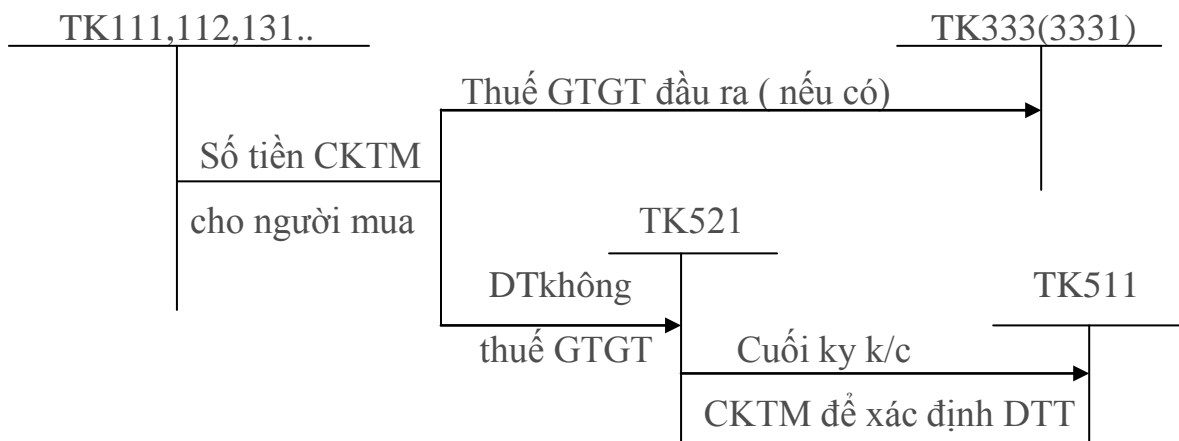 TK111,112,131..
TK333(3331)
Thuế GTGT đầu ra ( nếu có)
Số tiền CKTM
cho người mua
TK521
DTkhông
thuế GTGT
TK511
Cuối ky k/c
CKTM để xác định DTT